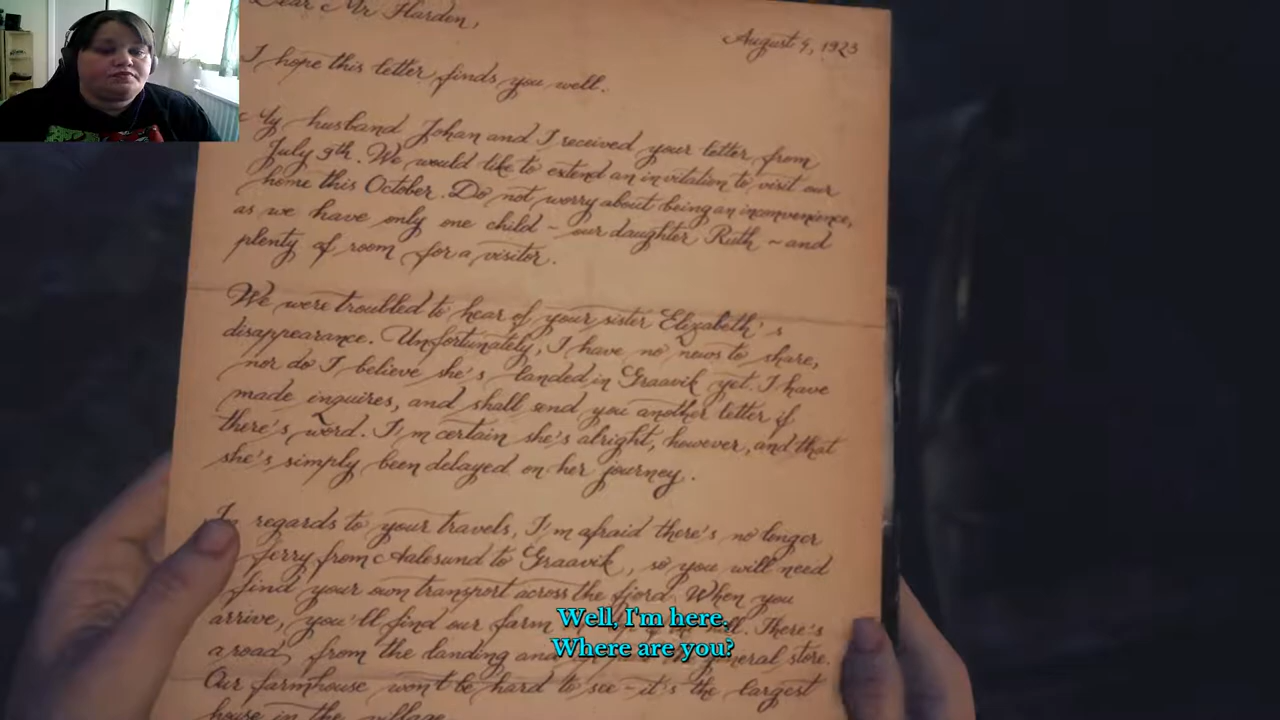 Dear Mr Harden,
August 4, 1923
I hope this letter finds you well.
My husband Johan and I received your letter from
July 9th. We would like to extend an invitation to visit our
home this October. Do not worry about being an inconvenience,
as we have only one child ~ our daughter Ruth ~ and
plenty of room for a visitor.
We were troubled to hear of your sister Elizabeth's
disappearance. Unfortunately, I have no news to share,
nor do I believe she's landed in Graavik yet. I have
made inquires, and shall send you another letter if
there's word. I'm certain she's alright, however, and that
she's simply been delayed on her journey.
In regards to your travels, I'm afraid there's no longer
ferry from Aalesund to Graavik, so you will need
find your own transport across the fjord. When you
arrive, you'll find our farm hill. There's
a road from the landing and general store.
Our farmhouse won't be hard to see ~ it's the largest
house in the village
Well, I'm here.
Where are you?